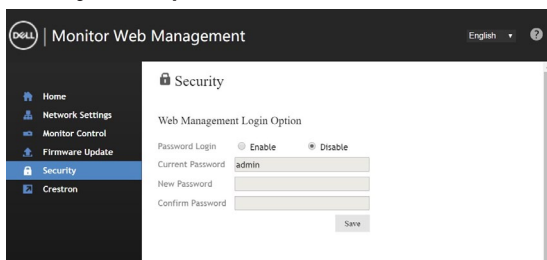 DELL | Monitor Web Management
English
?
Home
Network Settings
Monitor Control
Firmware Update
Security
Crestron
Security
Web Management Login Option
Password Login Enable Disable
Current Password admin
New Password
Confirm Password
Save